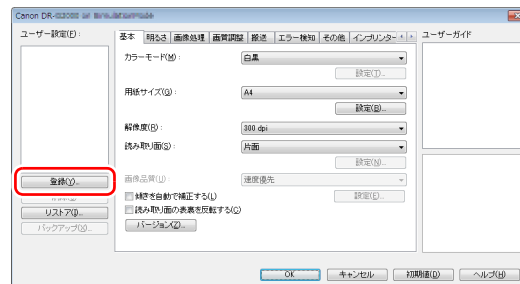 Canon DR-
ユーザー設定(F):
基本 明るさ 画像処理 画質調整 搬送 エラー検知 その他 インプリンター
ユーザーガイド
カラーモード(M):
白黒
設定(T)...
用紙サイズ(Q):
A4
設定(B)...
解像度(R):
300 dpi
読み取り面(S):
片面
設定(N)...
登録(Y)...
画像品質(U):
速度優先
傾きを自動で補正する(L)
設定(E)...
リストア(I)...
読み取り面の表裏を反転する(C)
バックアップ(X)...
バージョン(Z)...
OK
キャンセル
初期値(D)
ヘルプ(H)